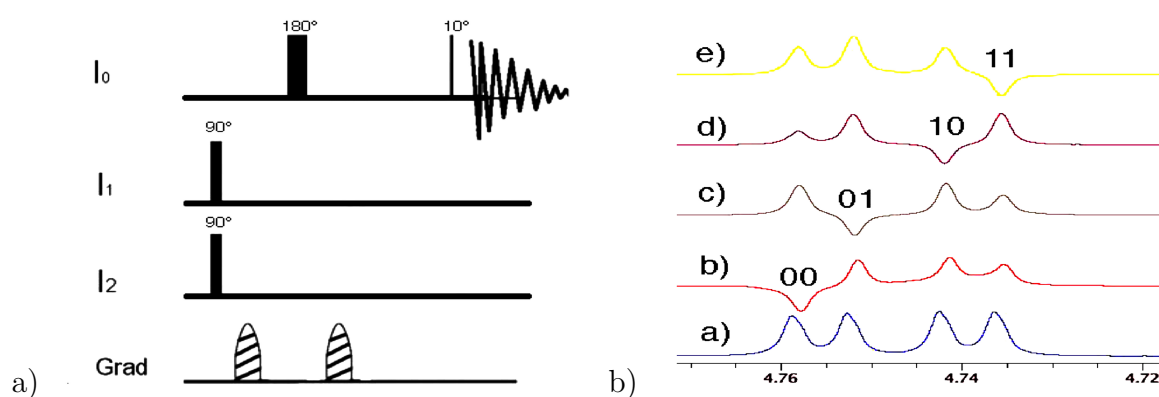 180° 10°
I₀
90°
I₁
90°
I₂
Grad
a)
e) 11
d) 10
c) 01
b) 00
a)
b)
4.76 4.74 4.72